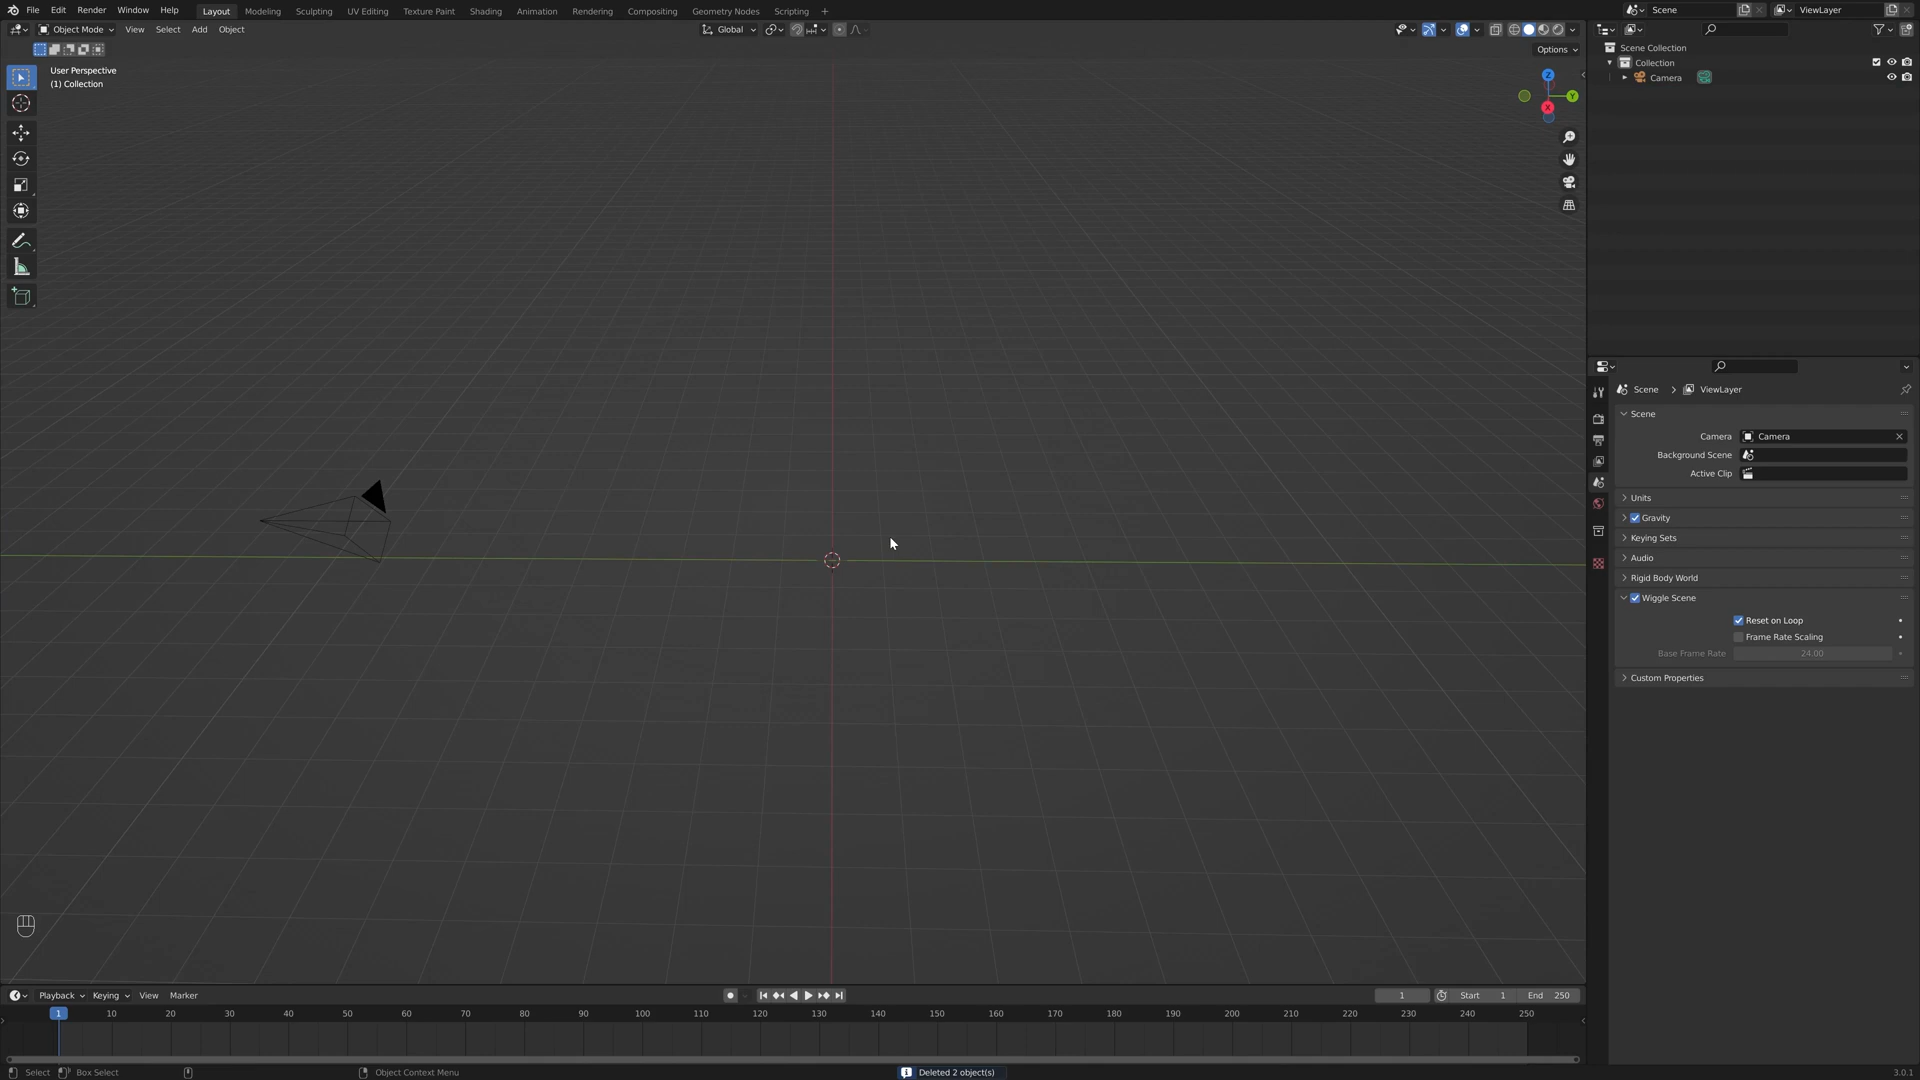 File Edit Render Window Help Layout Modeling Sculpting UV Editing Texture Paint Shading Animation Rendering Compositing Geometry Nodes Scripting + Scene ViewLayer
Object Mode View Select Add Object Global
Options
User Perspective
(1) Collection
Z
Y
X
Scene Collection
Collection
Camera
Scene > ViewLayer
Scene
Camera Camera
Background Scene
Active Clip
Units
Gravity
Keying Sets
Audio
Rigid Body World
Wiggle Scene
Reset on Loop
Frame Rate Scaling
Base Frame Rate 24.00
Custom Properties
Playback Keying View Marker 1 Start 1 End 250
1 10 20 30 40 50 60 70 80 90 100 110 120 130 140 150 160 170 180 190 200 210 220 230 240 250
Select Box Select Object Context Menu Deleted 2 object(s) 3.0.1